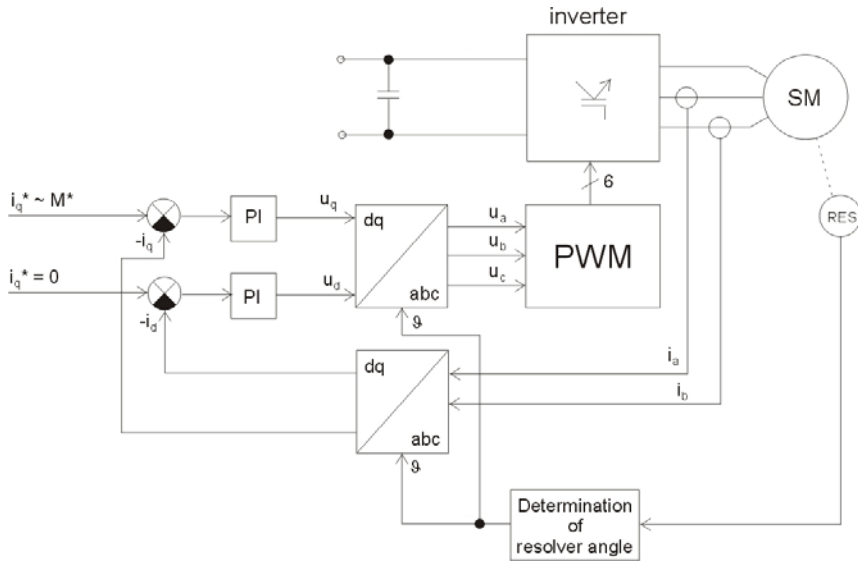 inverter
SM
6
RES
i_q* ~ M*
-i_q
PI
u_q
dq
abc
u_a
u_b
u_c
PWM
i_q* = 0
-i_d
PI
u_d
ϑ
dq
abc
i_a
i_b
ϑ
Determination
of
resolver angle